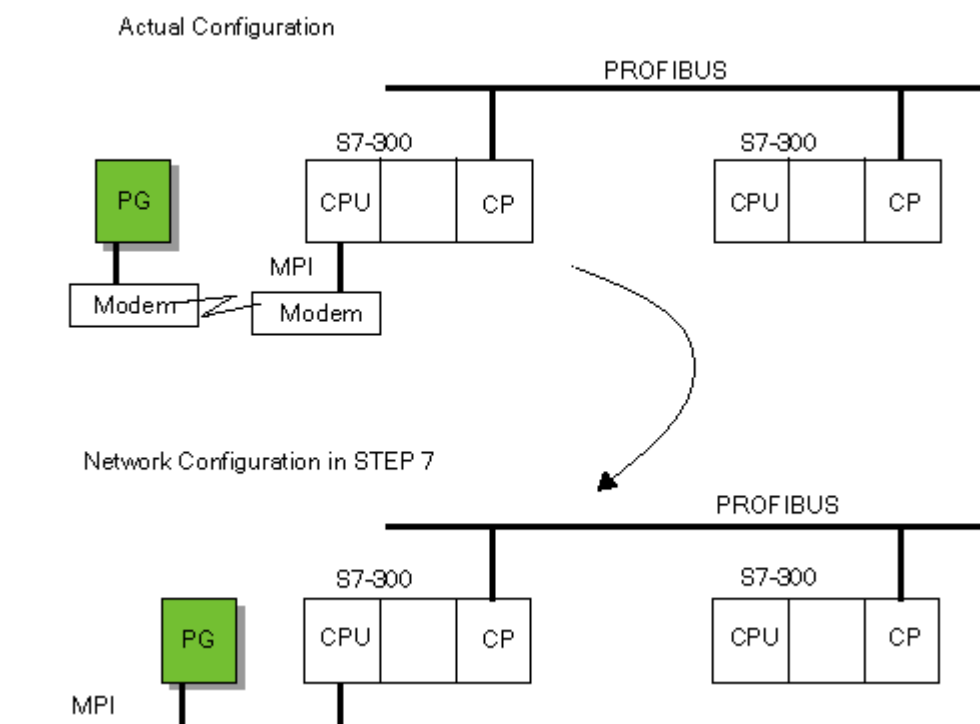 Actual Configuration
PROFIBUS
S7-300
S7-300
PG
CPU
CP
CPU
CP
MPI
Modem
Modem
Network Configuration in STEP 7
PROFIBUS
S7-300
S7-300
PG
CPU
CP
CPU
CP
MPI